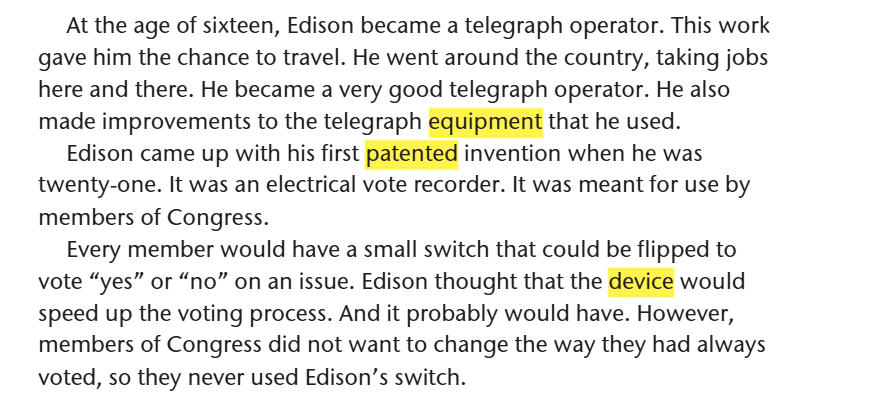 At the age of sixteen, Edison became a telegraph operator. This work
gave him the chance to travel. He went around the country, taking jobs
here and there. He became a very good telegraph operator. He also
made improvements to the telegraph equipment that he used.
Edison came up with his first patented invention when he was
twenty-one. It was an electrical vote recorder. It was meant for use by
members of Congress.
Every member would have a small switch that could be flipped to
vote “yes” or “no” on an issue. Edison thought that the device would
speed up the voting process. And it probably would have. However,
members of Congress did not want to change the way they had always
voted, so they never used Edison’s switch.